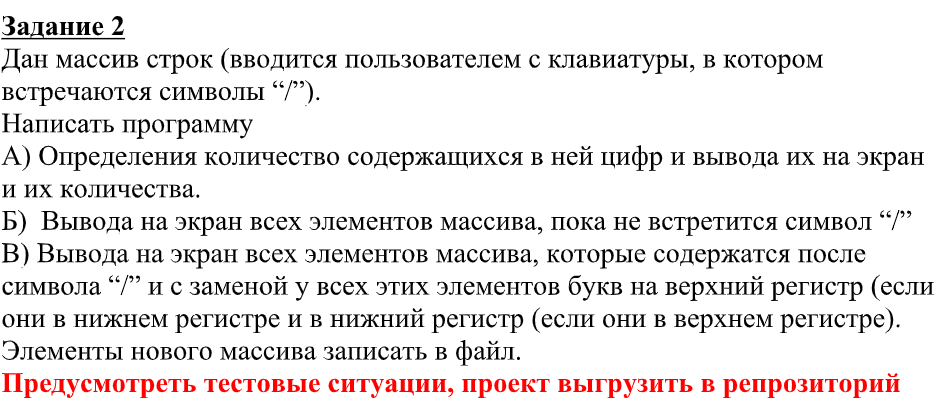 Задание 2
Дан массив строк (вводится пользователем с клавиатуры, в котором
встречаются символы “/”).
Написать программу
А) Определения количество содержащихся в ней цифр и вывода их на экран
и их количества.
Б) Вывода на экран всех элементов массива, пока не встретится символ “/”
В) Вывода на экран всех элементов массива, которые содержатся после
символа “/” и с заменой у всех этих элементов букв на верхний регистр (если
они в нижнем регистре и в нижний регистр (если они в верхнем регистре).
Элементы нового массива записать в файл.
Предусмотреть тестовые ситуации, проект выгрузить в репрозиторий